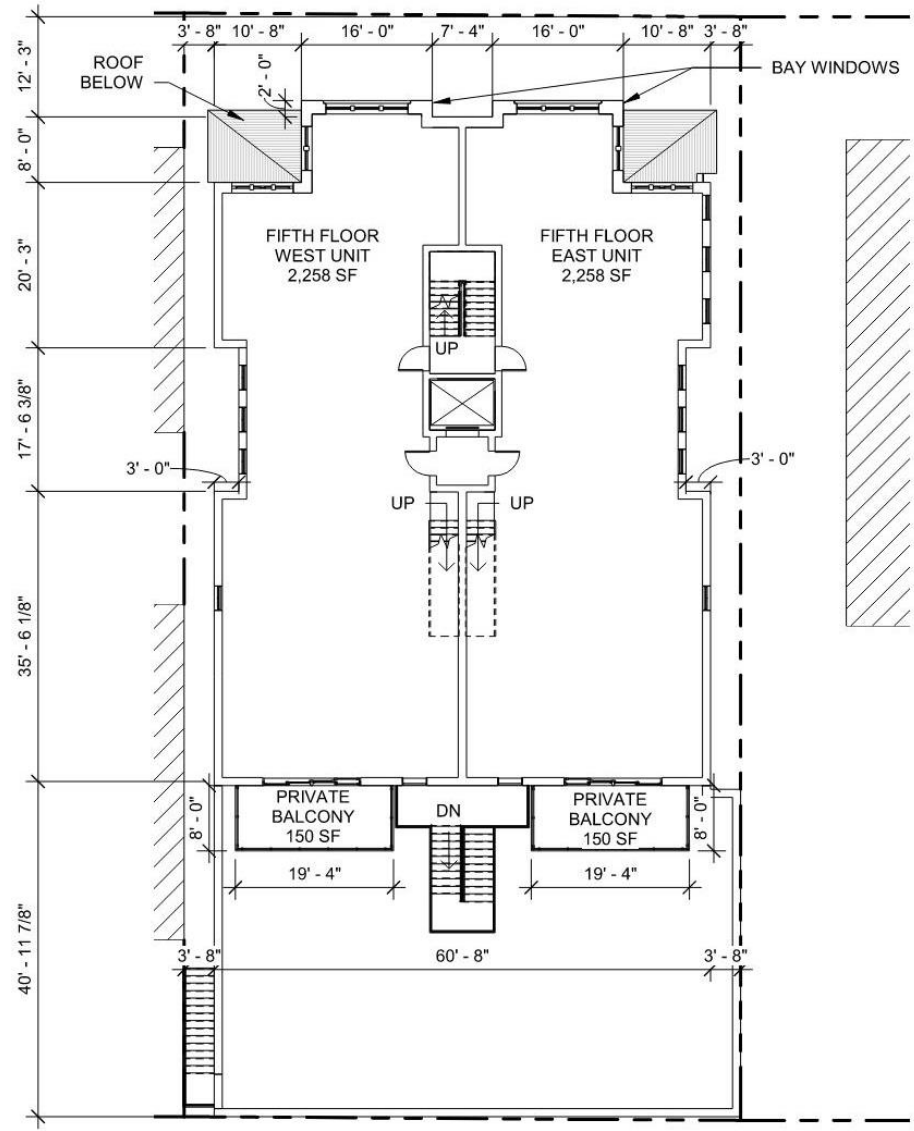 3' - 8"
10' - 8"
16' - 0"
7' - 4"
16' - 0"
10' - 8"
3' - 8"
12' - 3"
ROOF
BELOW
2' - 0"
BAY WINDOWS
8' - 0"
20' - 3"
FIFTH FLOOR
WEST UNIT
2,258 SF
FIFTH FLOOR
EAST UNIT
2,258 SF
UP
17' - 6 3/8"
3' - 0"
3' - 0"
UP
UP
35' - 6 1/8"
PRIVATE
BALCONY
150 SF
DN
PRIVATE
BALCONY
150 SF
8' - 0"
8' - 0"
19' - 4"
19' - 4"
40' - 11 7/8"
3' - 8"
60' - 8"
3' - 8"